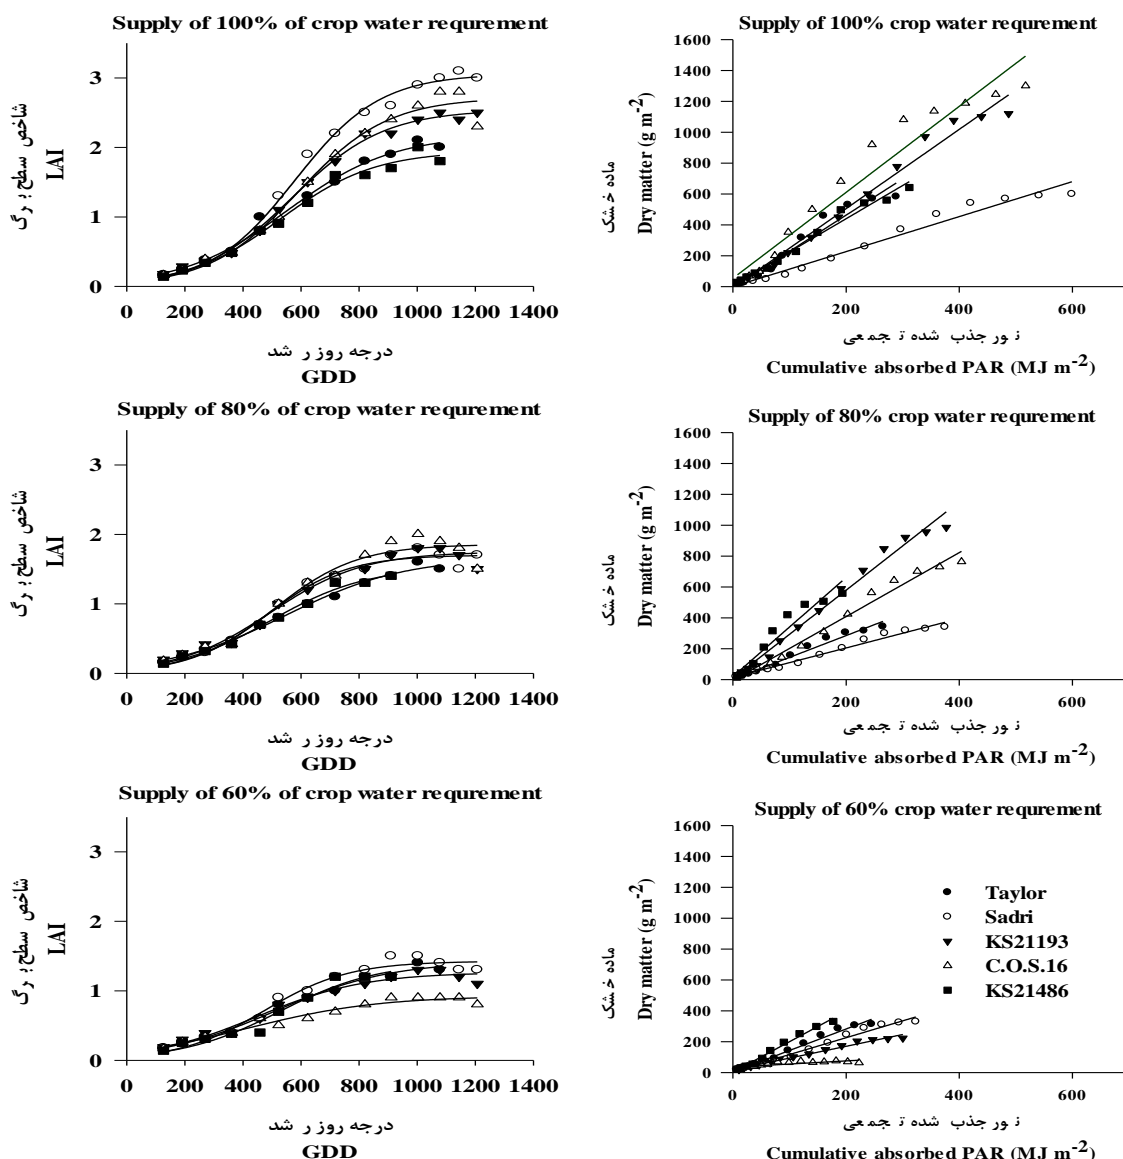 Supply of 100% of crop water requrement
3
2
1
0
0 200 400 600 800 1000 1200 1400
شاخص سطح برگ
LAI
درجه روز رشد
GDD
Supply of 100% crop water requrement
1600
1400
1200
1000
800
600
400
200
0
0 200 400 600
ماده خشک
Dry matter (g m-2)
نور جذب شده تجمعی
Cumulative absorbed PAR (MJ m-2)
Supply of 80% of crop water requrement
3
2
1
0
0 200 400 600 800 1000 1200 1400
شاخص سطح برگ
LAI
درجه روز رشد
GDD
Supply of 80% crop water requrement
1600
1400
1200
1000
800
600
400
200
0
0 200 400 600
ماده خشک
Dry matter (g m-2)
نور جذب شده تجمعی
Cumulative absorbed PAR (MJ m-2)
Supply of 60% of crop water requrement
3
2
1
0
0 200 400 600 800 1000 1200 1400
شاخص سطح برگ
LAI
درجه روز رشد
GDD
Supply of 60% crop water requrement
1600
1400
1200
1000
800
600
400
200
0
0 200 400 600
ماده خشک
Dry matter (g m-2)
Taylor
Sadri
KS21193
C.O.S.16
KS21486
نور جذب شده تجمعی
Cumulative absorbed PAR (MJ m-2)